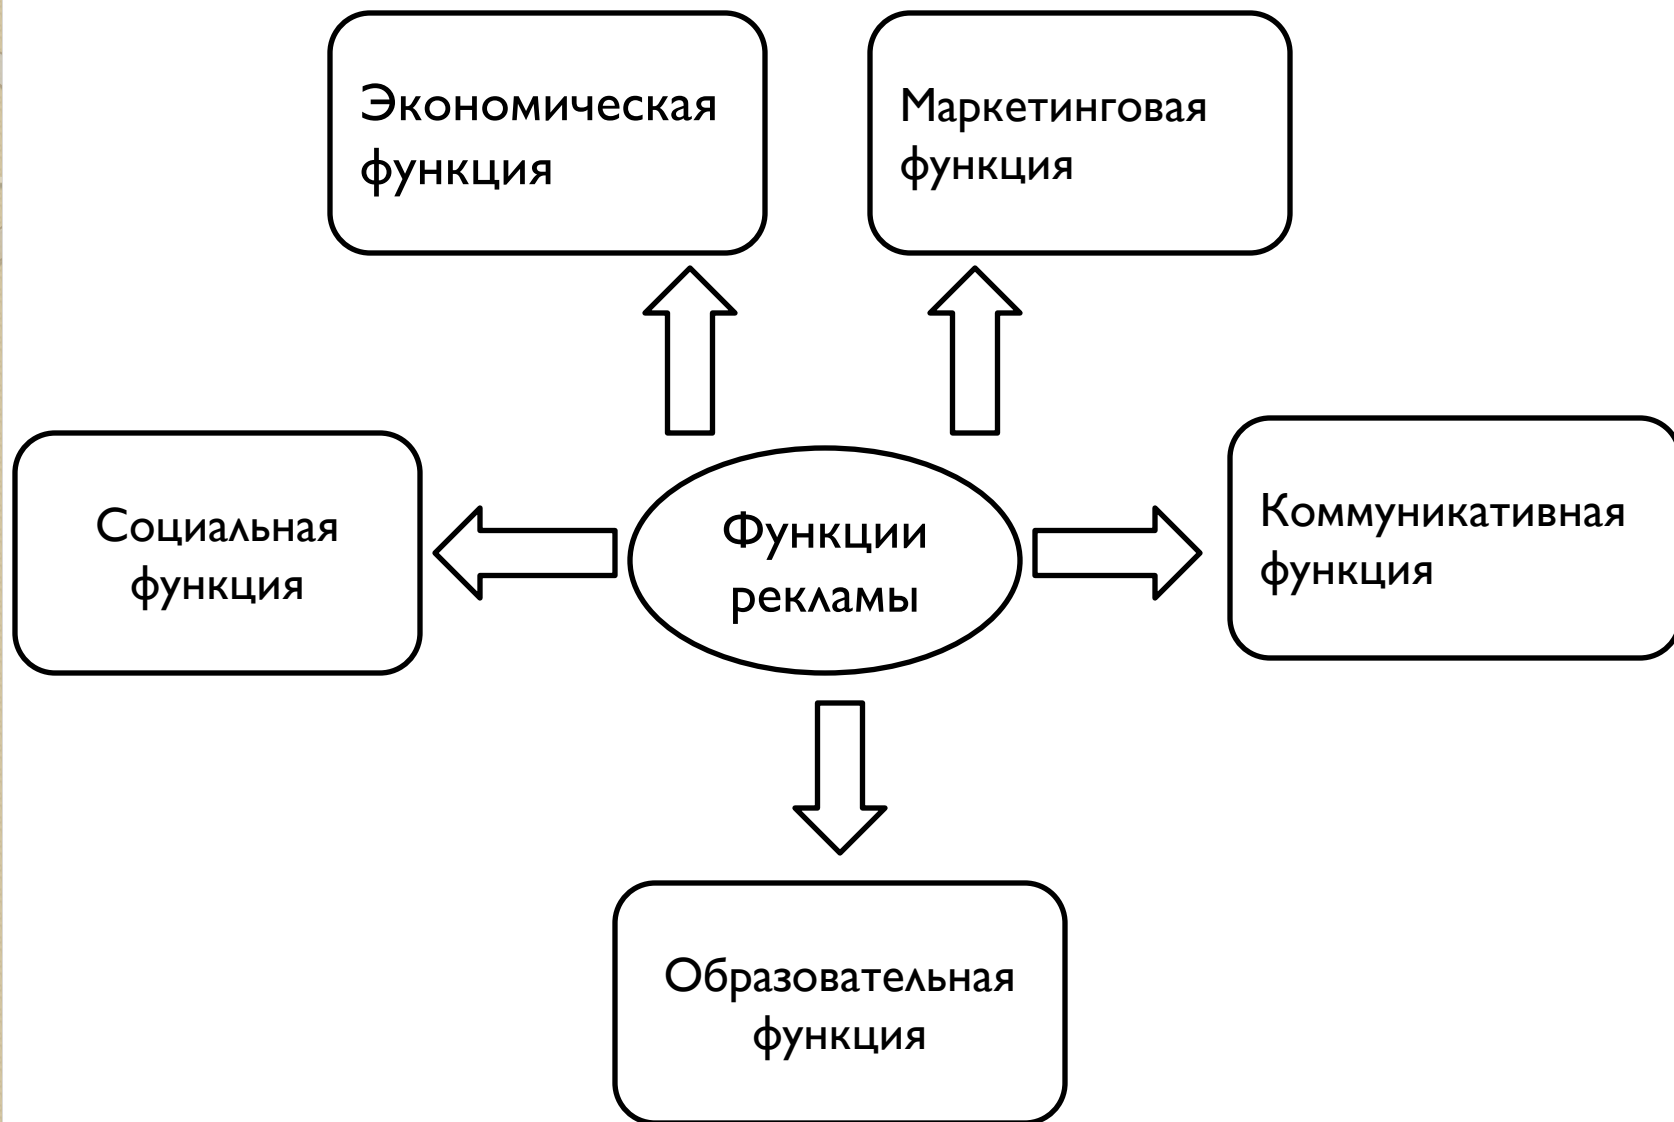 Экономическая
функция
Маркетинговая
функция
Социальная
функция
Функции
рекламы
Коммуникативная
функция
Образовательная
функция